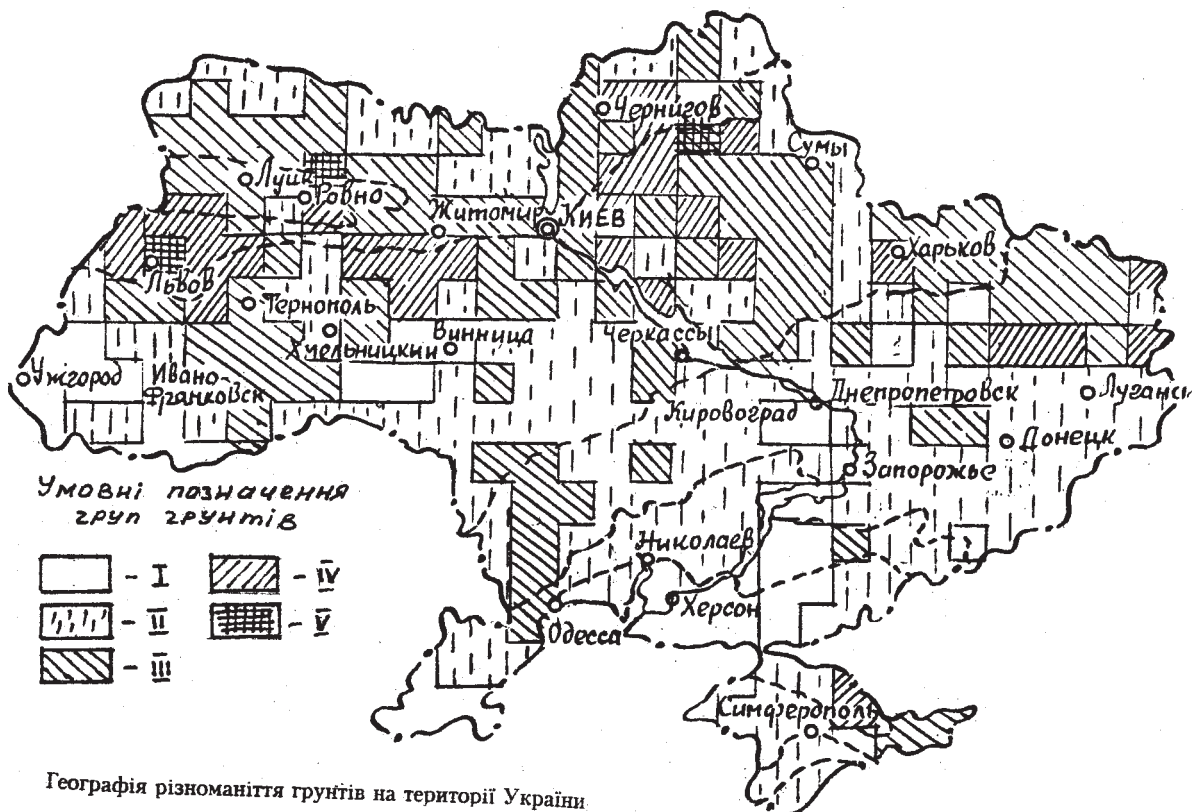 Чернигов
Сумы
Луцк
Ровно
Житомир
КИЕВ
Харьков
Львов
Тернополь
Хмельницкий
Винница
Черкассы
Ужгород
Ивано-
Франковск
Кировоград
Днепропетровск
Луганск
Донецк
Запорожье
Николаев
Херсон
Одесса
Симферополь
Умовні позначення
груп грунтів
- I
- II
- III
- IV
- V
Географія різноманіття грунтів на території України